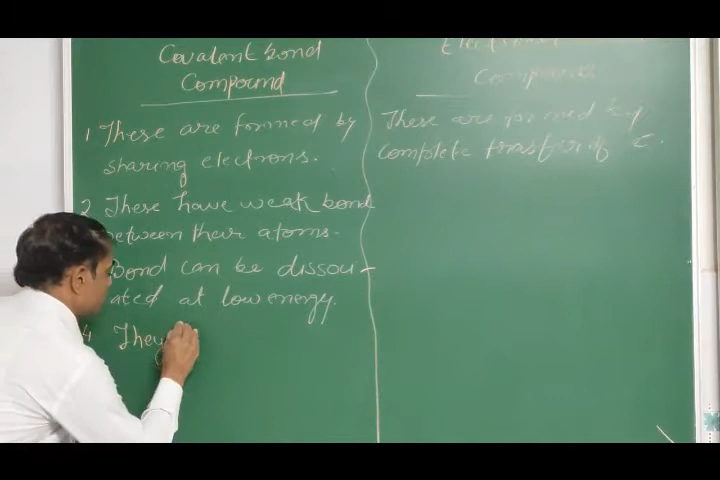 Covalent bond
Compound
1 These are formed by
sharing electrons.
2 These have weak bond
between their atoms.
Bond can be dissoci-
ated at low energy.
4 They
Compounds
These are formed by
complete trasfer of e.